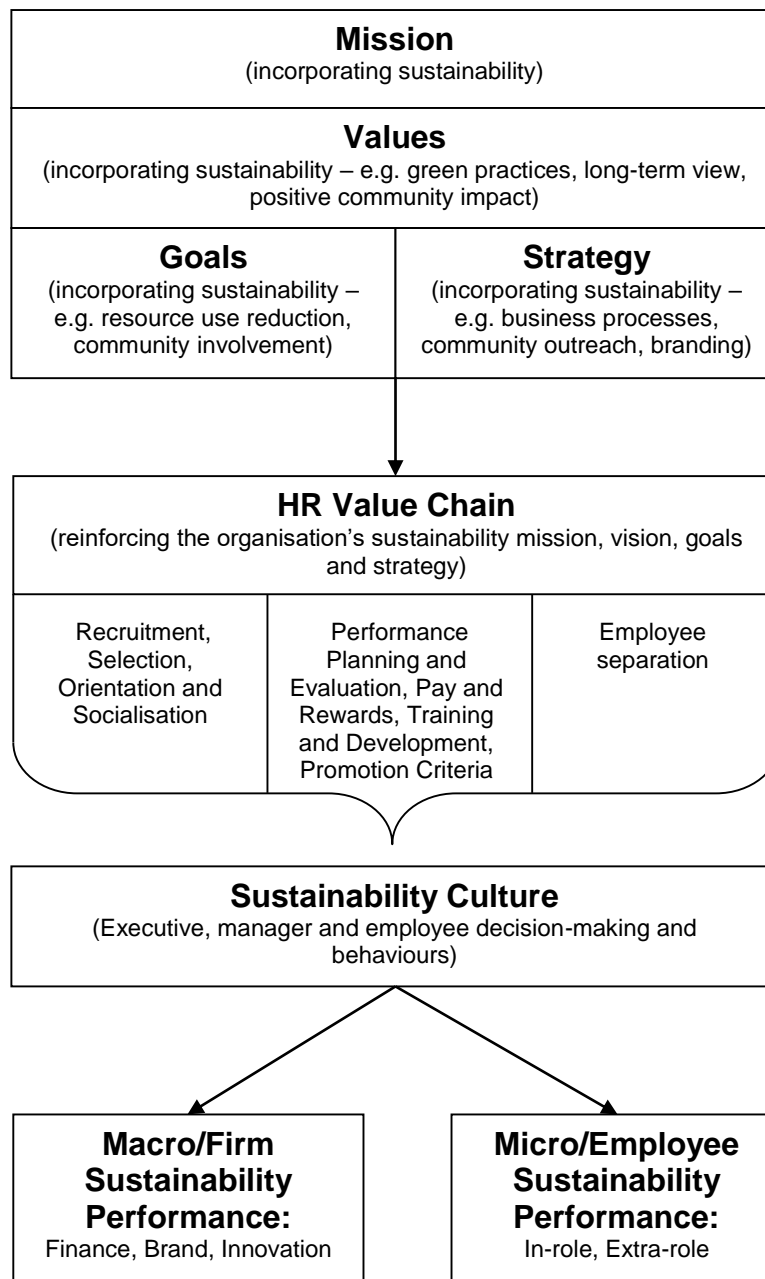 Mission
(incorporating sustainability)
Values
(incorporating sustainability – e.g. green practices, long-term view,
positive community impact)
Goals
(incorporating sustainability –
e.g. resource use reduction,
community involvement)
Strategy
(incorporating sustainability –
e.g. business processes,
community outreach, branding)
HR Value Chain
(reinforcing the organisation's sustainability mission, vision, goals
and strategy)
Recruitment,
Selection,
Orientation and
Socialisation
Performance
Planning and
Evaluation, Pay and
Rewards, Training
and Development,
Promotion Criteria
Employee
separation
Sustainability Culture
(Executive, manager and employee decision-making and
behaviours)
Macro/Firm
Sustainability
Performance:
Finance, Brand, Innovation
Micro/Employee
Sustainability
Performance:
In-role, Extra-role